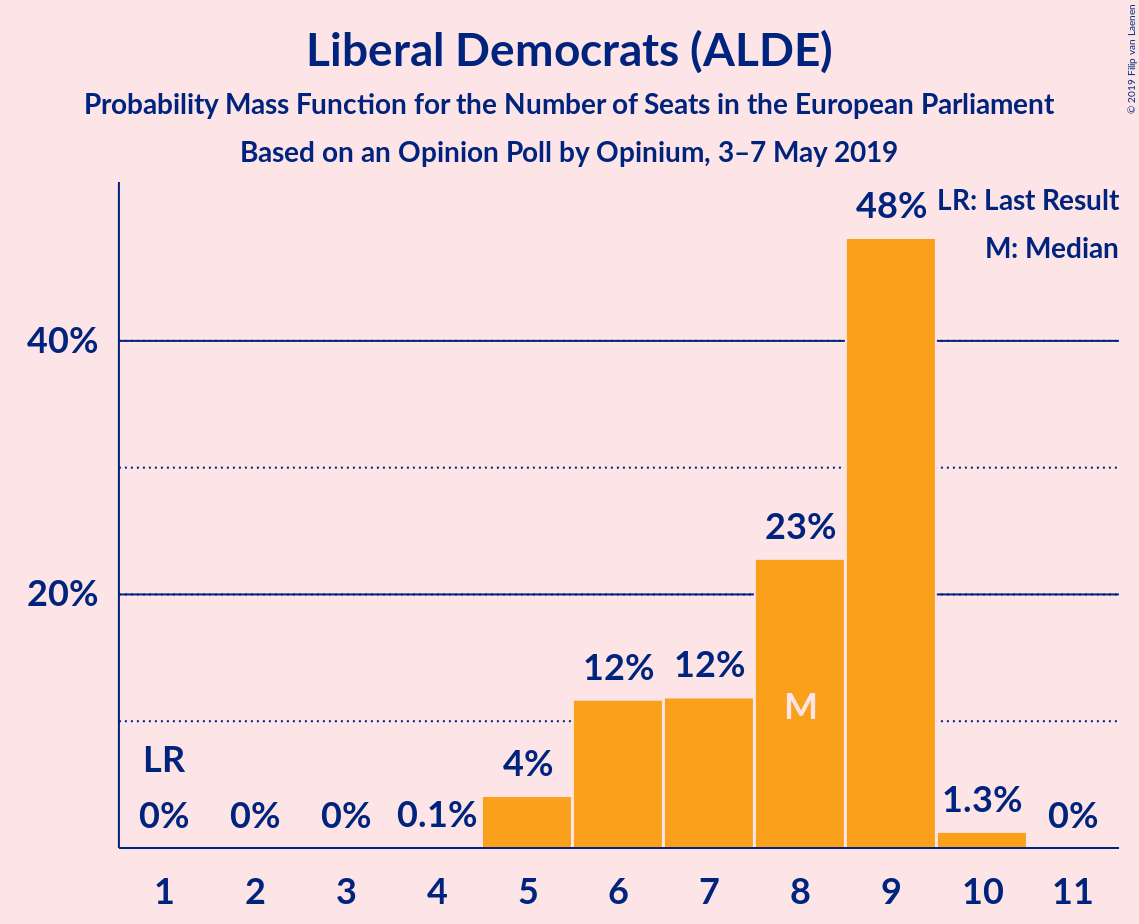 Liberal Democrats (ALDE)
Probability Mass Function for the Number of Seats in the European Parliament
Based on an Opinion Poll by Opinium, 3–7 May 2019
© 2019 Filip van Laenen
LR: Last Result
M: Median
40%
20%
LR
0%
0%
0%
0.1%
4%
12%
12%
23%
48%
1.3%
0%
M
1 2 3 4 5 6 7 8 9 10 11